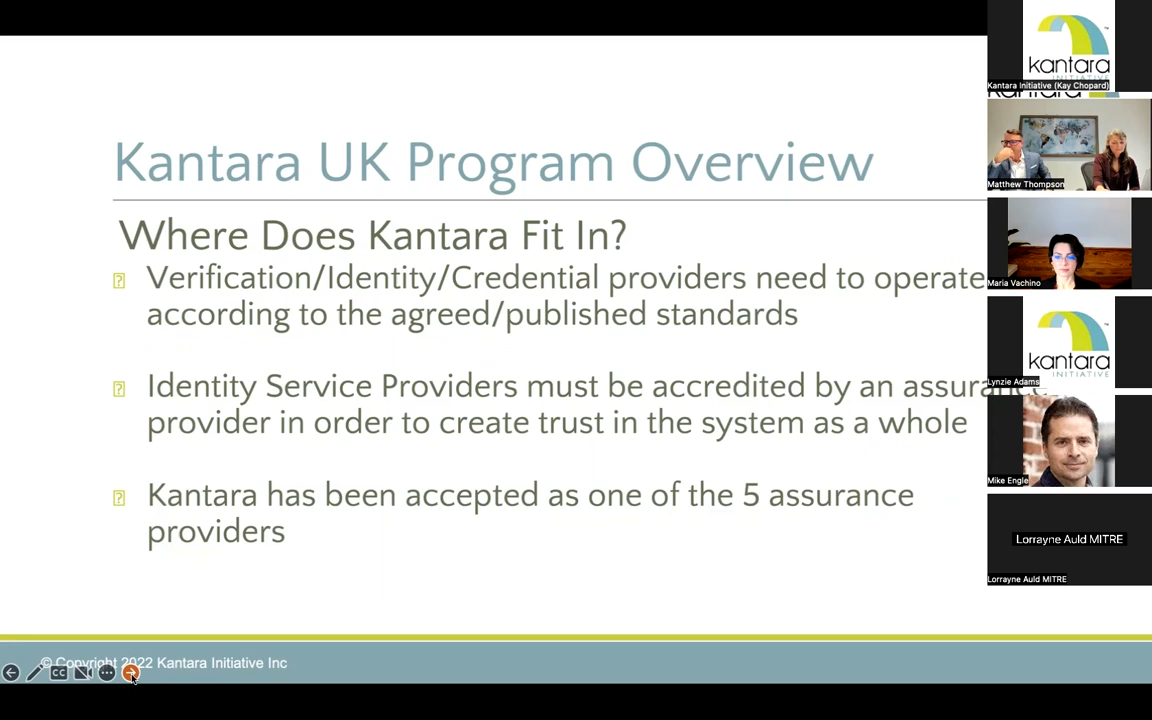 Kantara UK Program Overview
Where Does Kantara Fit In?
Verification/Identity/Credential providers need to operate
according to the agreed/published standards
Identity Service Providers must be accredited by an assurance
provider in order to create trust in the system as a whole
Kantara has been accepted as one of the 5 assurance
providers
© Copyright 2022 Kantara Initiative Inc
CC
kantara
INITIATIVE
Kantara Initiative (Kay Chopard)
Matthew Thompson
Maria Vachino
kantara
INITIATIVE
Lynzie Adams
Mike Engle
Lorrayne Auld MITRE
Lorrayne Auld MITRE